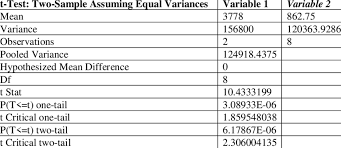 t-Test: Two-Sample Assuming Equal Variances Variable 1 Variable 2
Mean 3778 862.75
Variance 156800 120363.9286
Observations 2 8
Pooled Variance 124918.4375
Hypothesized Mean Difference 0
Df 8
t Stat 10.4333199
P(T<=t) one-tail 3.08933E-06
t Critical one-tail 1.859548038
P(T<=t) two-tail 6.17867E-06
t Critical two-tail 2.306004135